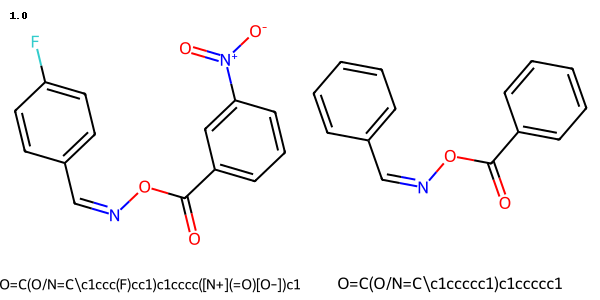 1.0
F
O
N+
O-
O
N
O
O
N
O
O=C(O/N=C\c1ccc(F)cc1)c1cccc([N+](=O)[O-])c1
O=C(O/N=C\c1ccccc1)c1ccccc1